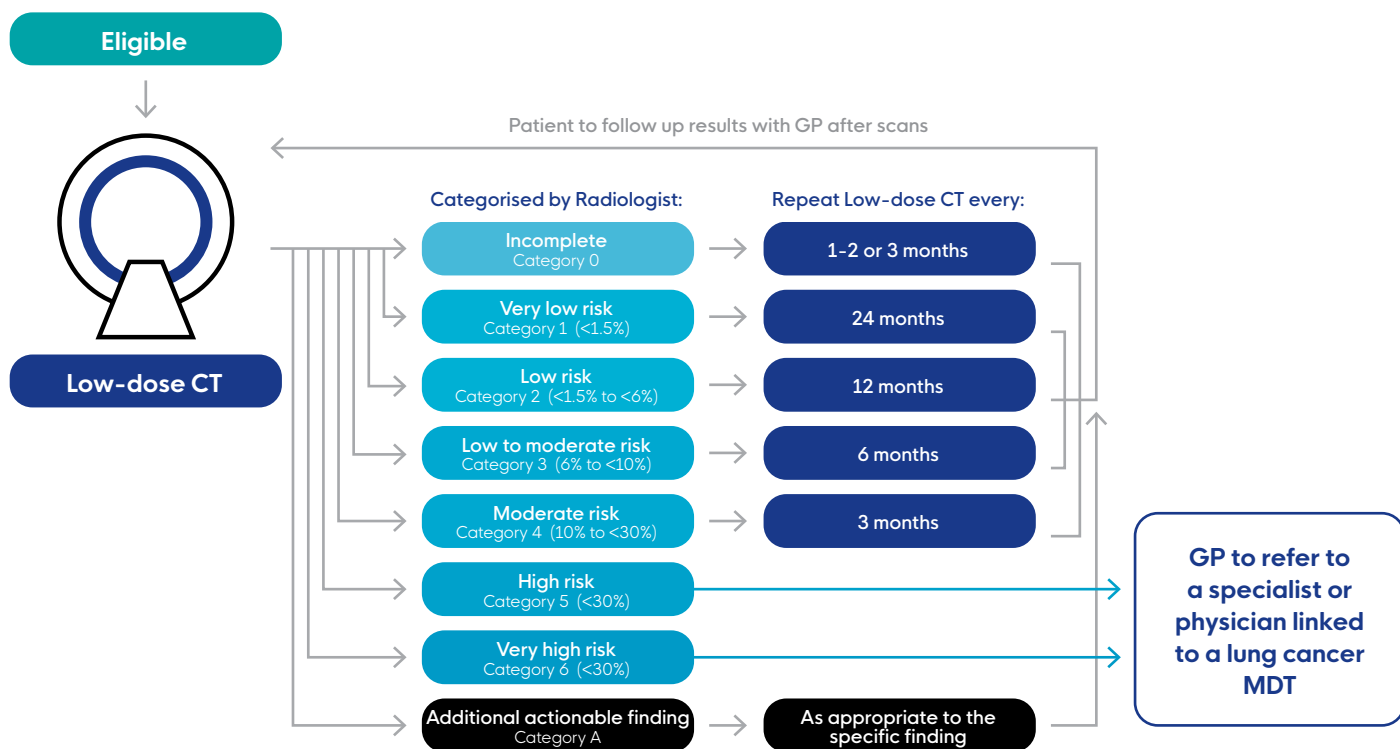 Eligible
Patient to follow up results with GP after scans
Categorised by Radiologist:
Repeat Low-dose CT every:
Incomplete
Category 0
1-2 or 3 months
Very low risk
Category 1 (<1.5%)
24 months
Low-dose CT
Low risk
Category 2 (<1.5% to <6%)
12 months
Low to moderate risk
Category 3 (6% to <10%)
6 months
Moderate risk
Category 4 (10% to <30%)
3 months
High risk
Category 5 (<30%)
Very high risk
Category 6 (<30%)
GP to refer to
a specialist or
physician linked
to a lung cancer
MDT
Additional actionable finding
Category A
As appropriate to the
specific finding